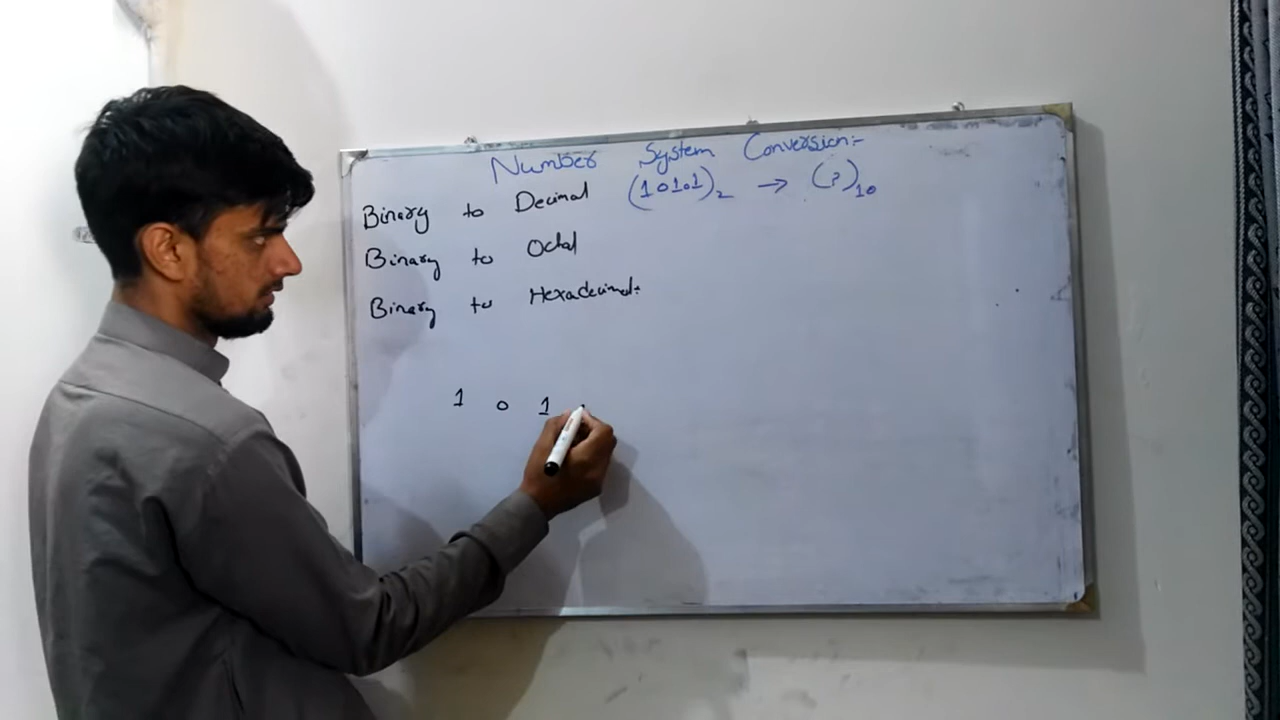 Number System Conversion:-
Binary to Decimal (10101)₂ → (?)₁₀
Binary to Octal
Binary to Hexadecimal:
1 0 1